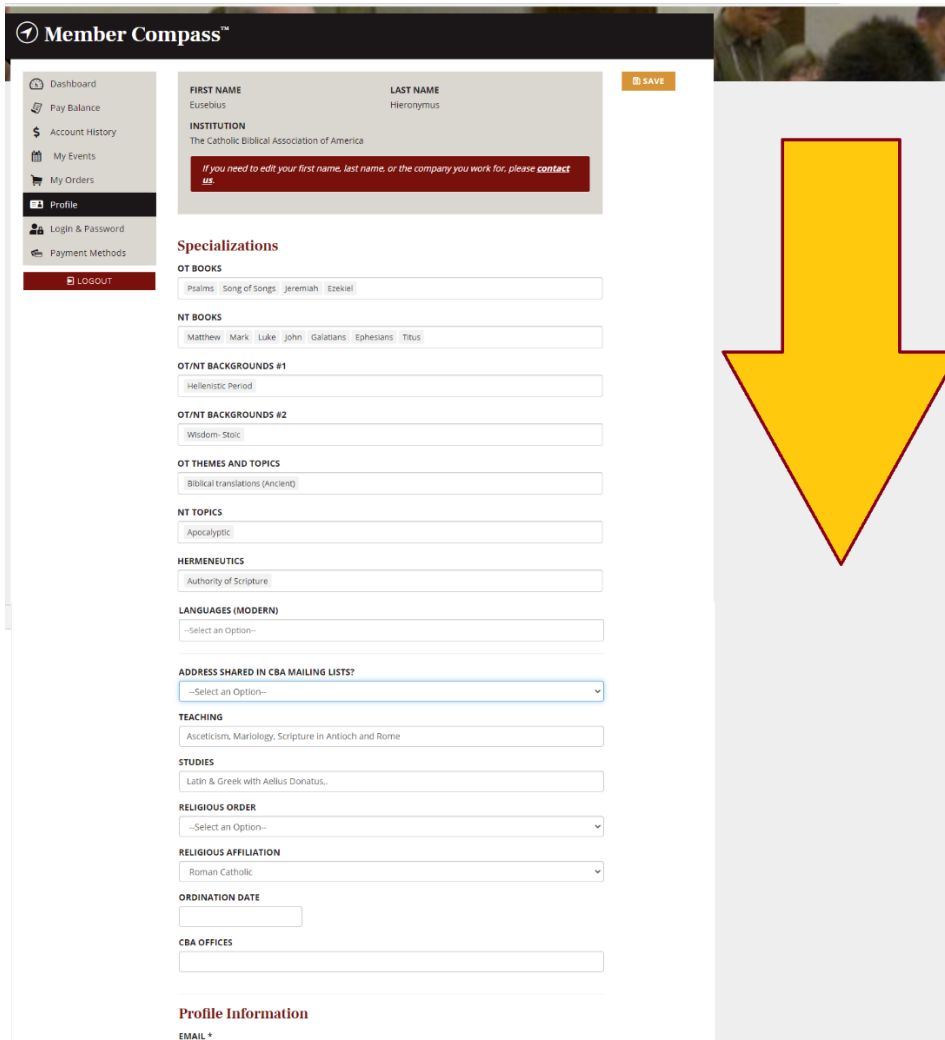 Member Compass™
Dashboard
Pay Balance
Account History
My Events
My Orders
Profile
Login & Password
Payment Methods
LOGOUT
FIRST NAME LAST NAME
Eusebius Hieronymus
INSTITUTION
The Catholic Biblical Association of America
If you need to edit your first name, last name, or the company you work for, please contact
us.
SAVE
Specializations
OT BOOKS
Psalms Song of Songs Jeremiah Ezekiel
NT BOOKS
Matthew Mark Luke John Galatians Ephesians Titus
OT/NT BACKGROUNDS #1
Hellenistic Period
OT/NT BACKGROUNDS #2
Wisdom- Stoic
OT THEMES AND TOPICS
Biblical translations (Ancient)
NT TOPICS
Apocalyptic
HERMENEUTICS
Authority of Scripture
LANGUAGES (MODERN)
--Select an Option--
ADDRESS SHARED IN CBA MAILING LISTS?
--Select an Option--
TEACHING
Asceticism, Mariology, Scripture in Antioch and Rome
STUDIES
Latin & Greek with Aelius Donatus,.
RELIGIOUS ORDER
--Select an Option--
RELIGIOUS AFFILIATION
Roman Catholic
ORDINATION DATE
CBA OFFICES
Profile Information
EMAIL *